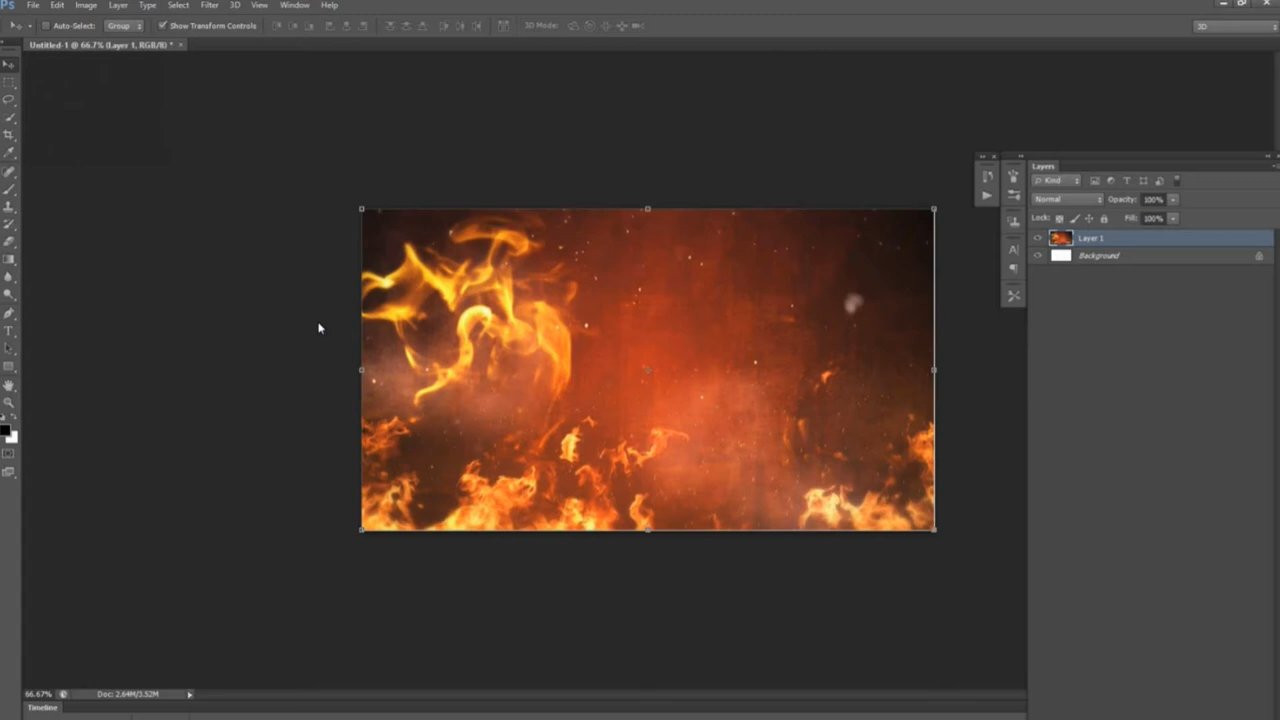 Ps File Edit Image Layer Type Select Filter 3D View Window Help
Auto-Select: Group Show Transform Controls 3D Mode: 3D
Untitled-1 @ 66.7% (Layer 1, RGB/8) * ×
Layers
Kind
Normal Opacity: 100%
Lock: Fill: 100%
Layer 1
Background
66.67% Doc: 2.64M/3.52M
Timeline